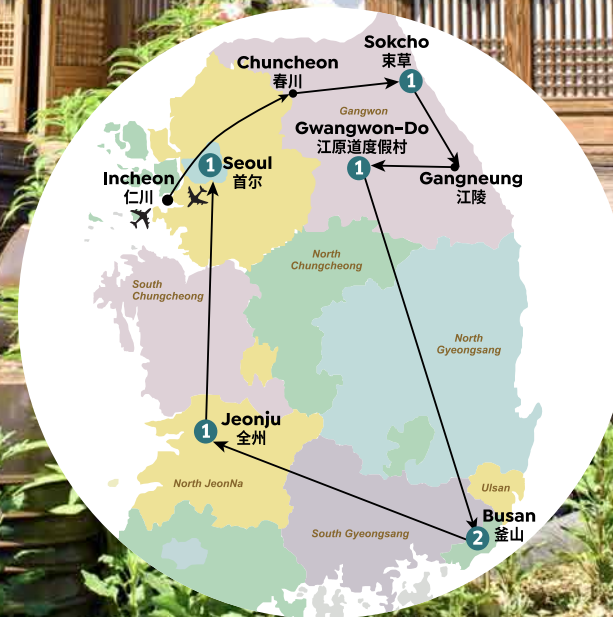 Sokcho
束草
Chuncheon
春川
1
Gangwon
Gwangwon-Do
江原道度假村
1
Gangneung
江陵
1
Seoul
首尔
Incheon
仁川
North
Chungcheong
South
Chungcheong
North
Gyeongsang
Jeonju
全州
1
North JeonNa
Ulsan
Busan
釜山
2
South Gyeongsang